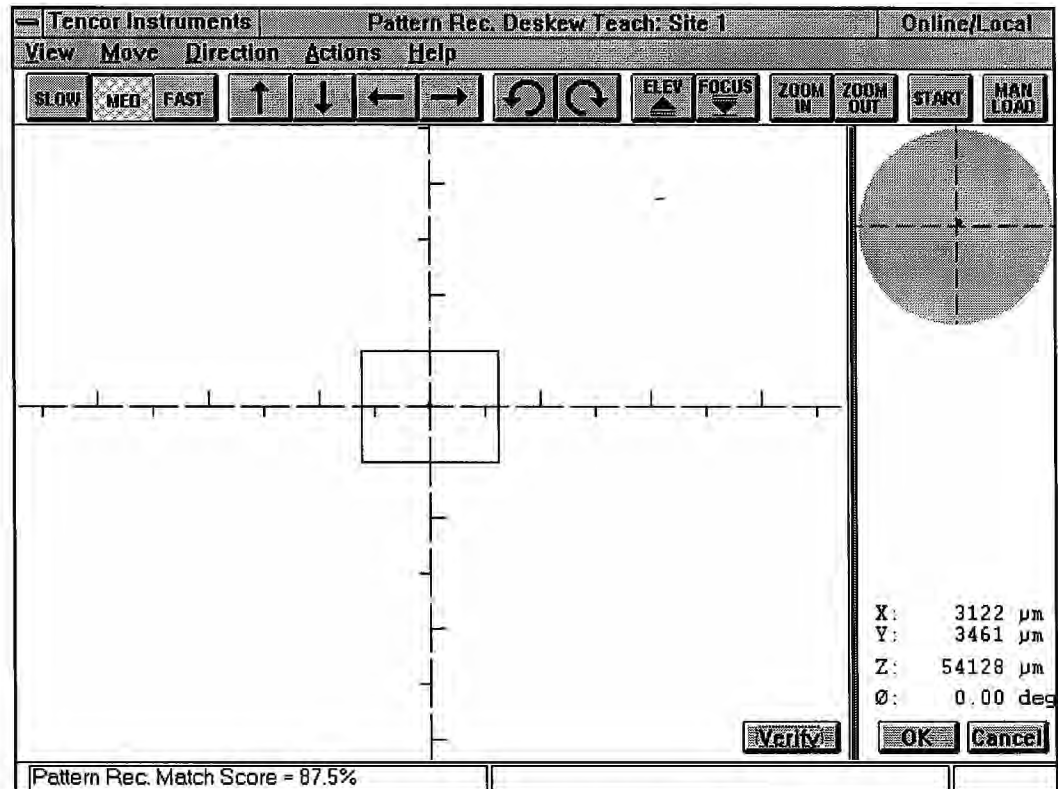 Tencor Instruments Pattern Rec. Deskew Teach: Site 1 Online/Local
View Move Direction Actions Help
SLOW MED FAST ELEV FOCUS ZOOM IN ZOOM OUT START MAN LOAD
X: 3122 µm
Y: 3461 µm
Z: 54128 µm
Ø: 0.00 deg
Verify OK Cancel
Pattern Rec. Match Score = 87.5%